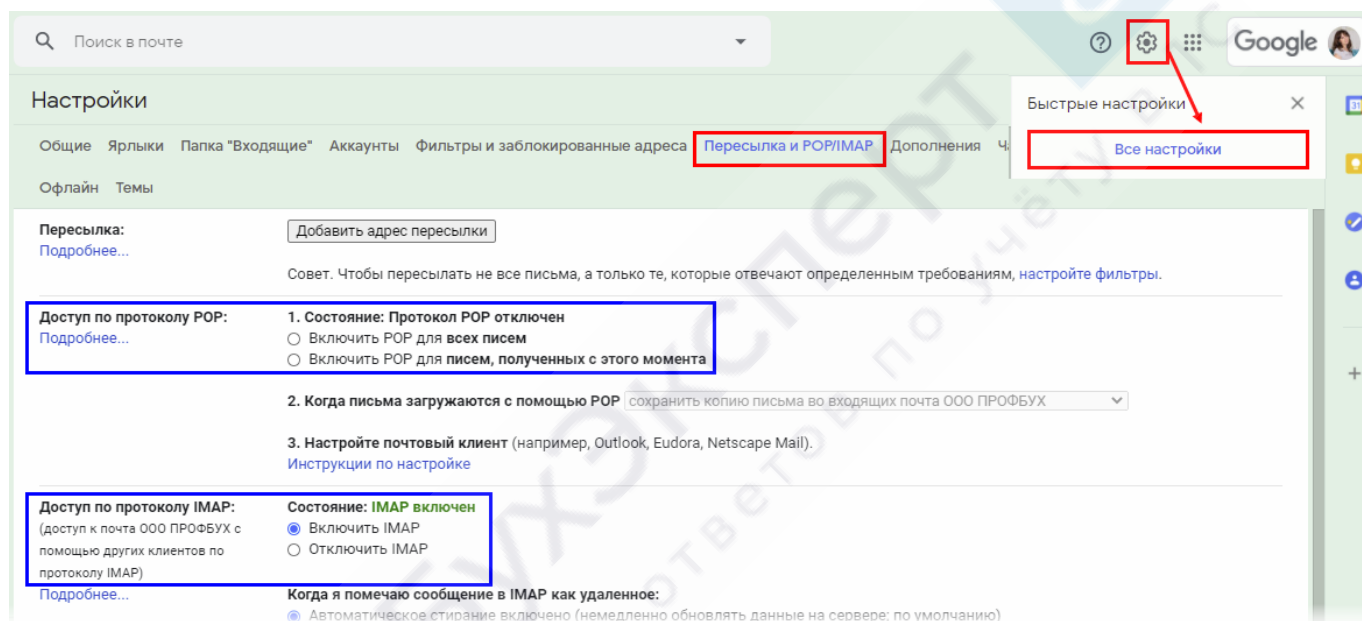 Поиск в почте
Google
Настройки
Быстрые настройки
Общие Ярлыки Папка "Входящие" Аккаунты Фильтры и заблокированные адреса Пересылка и POP/IMAP Дополнения
Все настройки
Офлайн Темы
Пересылка: Добавить адрес пересылки
Подробнее...
Совет. Чтобы пересылать не все письма, а только те, которые отвечают определенным требованиям, настройте фильтры.
Доступ по протоколу POP: 1. Состояние: Протокол POP отключен
Подробнее... Включить POP для всех писем
Включить POP для писем, полученных с этого момента
2. Когда письма загружаются с помощью POP сохранить копию письма во входящих почта ООО ПРОФБУХ
3. Настройте почтовый клиент (например, Outlook, Eudora, Netscape Mail).
Инструкции по настройке
Доступ по протоколу IMAP: Состояние: IMAP включен
(доступ к почта ООО ПРОФБУХ с Включить IMAP
помощью других клиентов по Отключить IMAP
протоколу IMAP)
Подробнее... Когда я помечаю сообщение в IMAP как удаленное:
Автоматическое стирание включено (немедленно обновлять данные на сервере; по умолчанию)
бухэксперт
ответов по учёту в
31